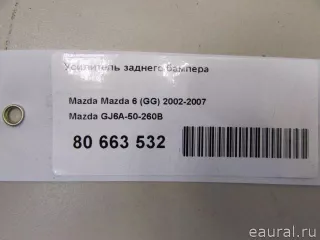 Усилитель заднего бампера
Mazda Mazda 6 (GG) 2002-2007
Mazda GJ6A-50-260B
80 663 532
eaural.ru